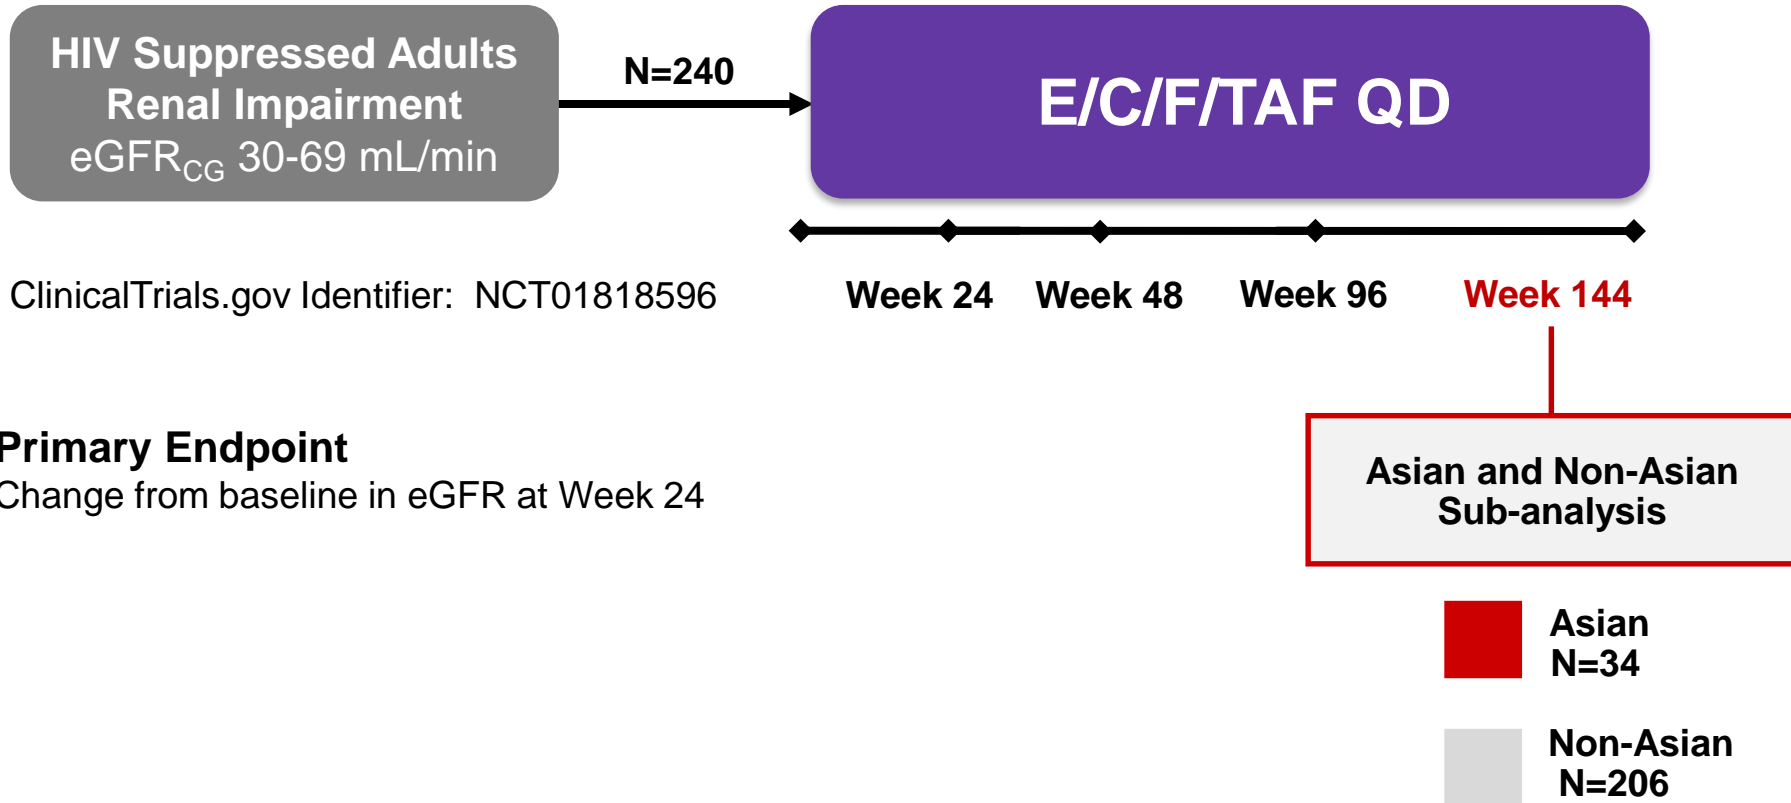 HIV Suppressed Adults
Renal Impairment
eGFRCG 30-69 mL/min
N=240
E/C/F/TAF QD
ClinicalTrials.gov Identifier: NCT01818596
Week 24
Week 48
Week 96
Week 144
Primary Endpoint
Change from baseline in eGFR at Week 24
Asian and Non-Asian
Sub-analysis
Asian
N=34
Non-Asian
N=206